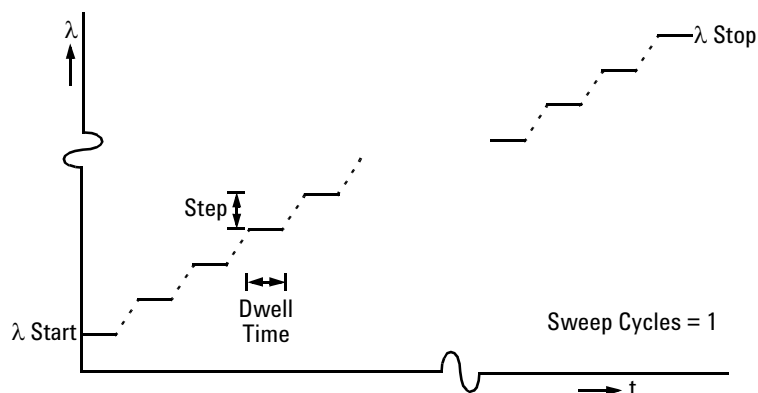 λ
λ Stop
Step
Dwell
Time
λ Start
Sweep Cycles = 1
t